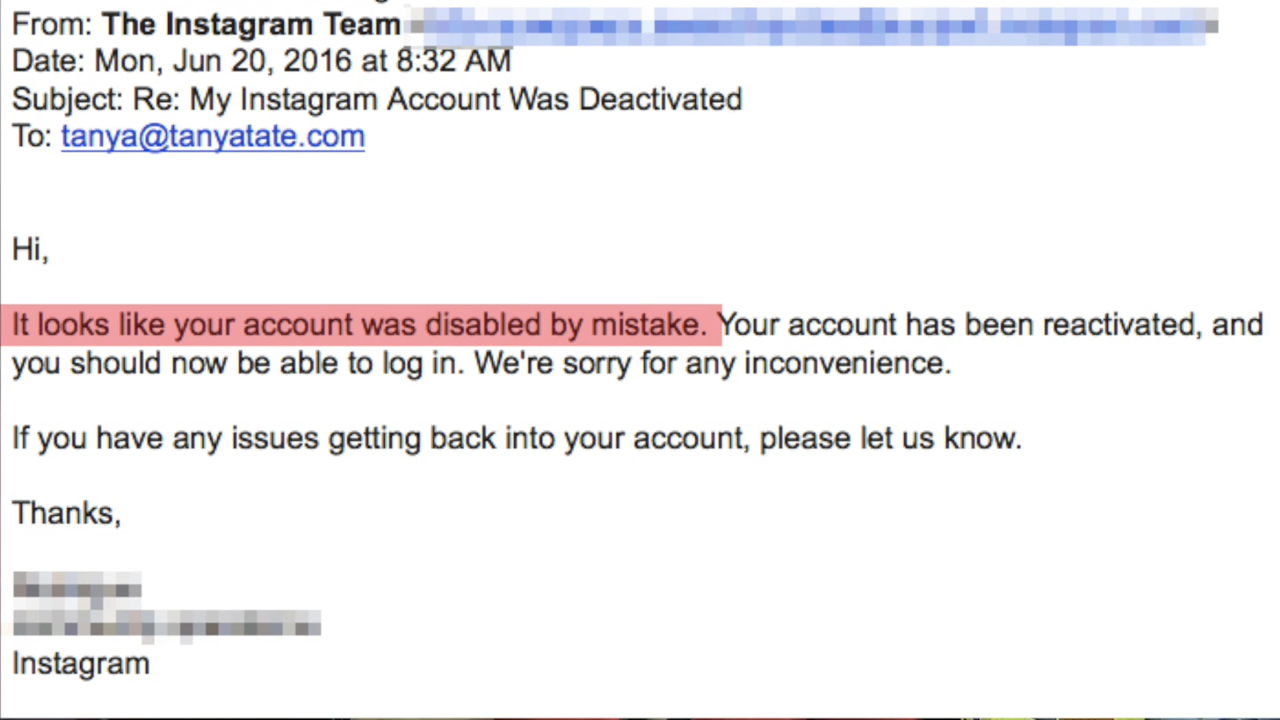 From: The Instagram Team
Date: Mon, Jun 20, 2016 at 8:32 AM
Subject: Re: My Instagram Account Was Deactivated
To: tanya@tanyatate.com
Hi,
It looks like your account was disabled by mistake. Your account has been reactivated, and
you should now be able to log in. We're sorry for any inconvenience.
If you have any issues getting back into your account, please let us know.
Thanks,
Instagram